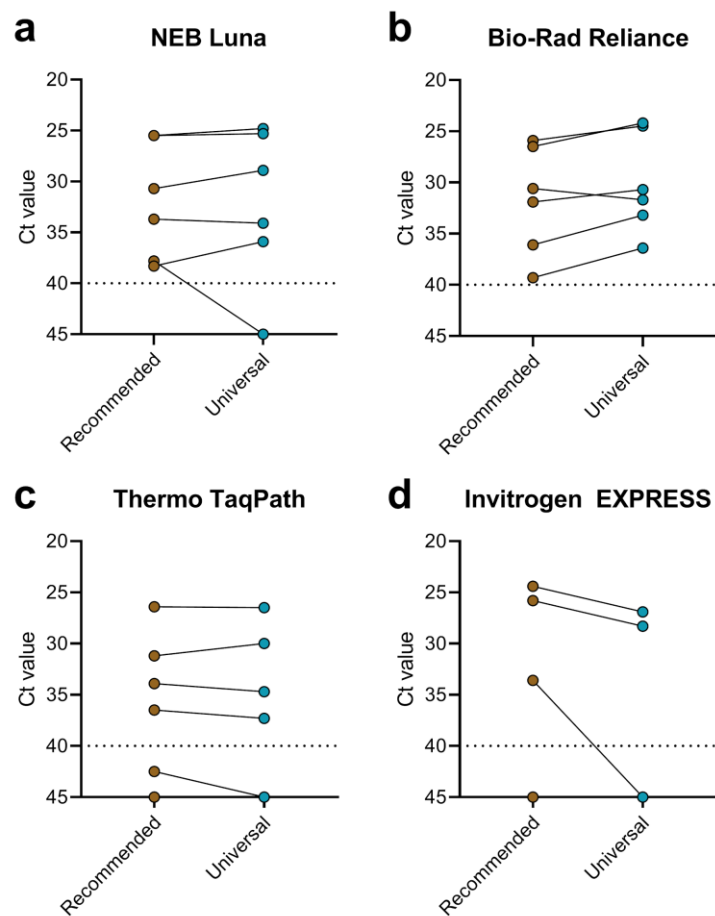 a
NEB Luna
20
25
30
35
40
45
Ct value
Recommended
Universal
b
Bio-Rad Reliance
20
25
30
35
40
45
Ct value
Recommended
Universal
c
Thermo TaqPath
20
25
30
35
40
45
Ct value
Recommended
Universal
d
Invitrogen EXPRESS
20
25
30
35
40
45
Ct value
Recommended
Universal